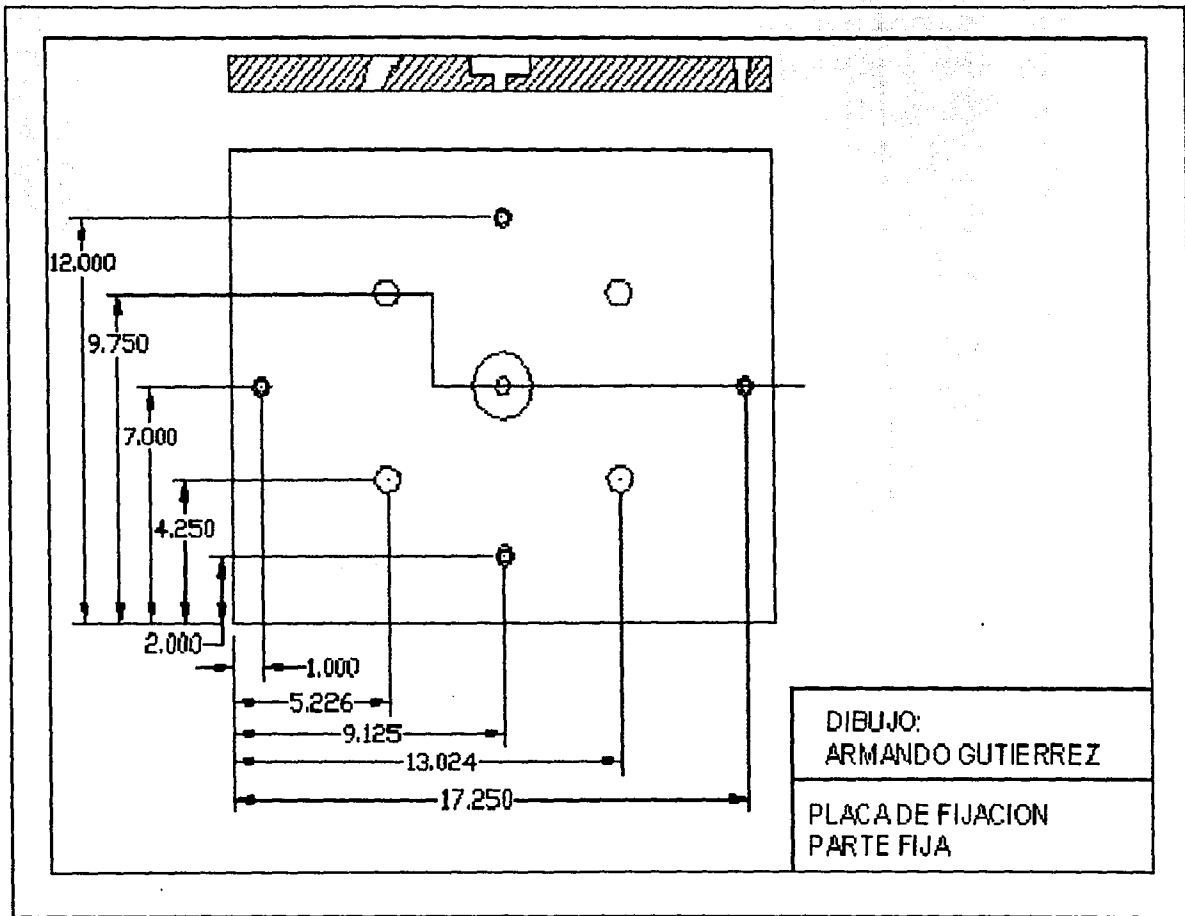 12.000
9.750
7.000
4.250
2.000
1.000
5.226
9.125
13.024
17.250
DIBUJO:
ARMANDO GUTIERREZ
PLACA DE FIJACION
PARTE FIJA